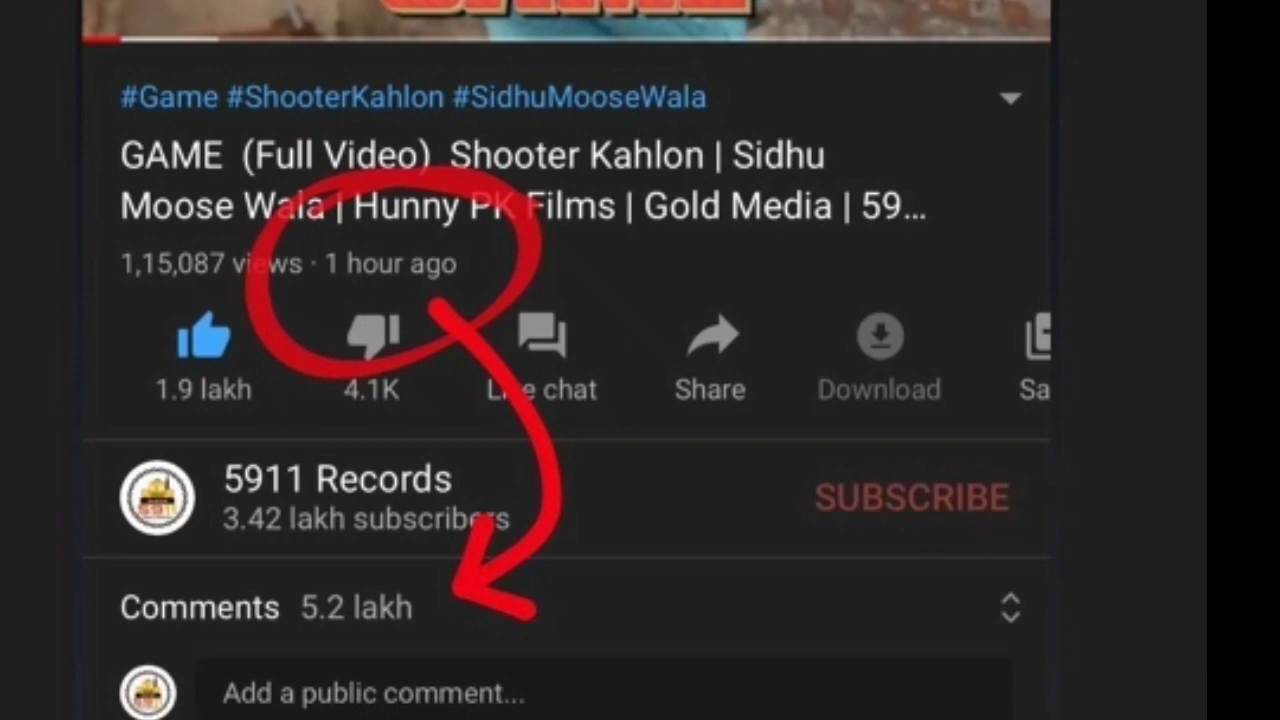 #Game #ShooterKahlon #SidhuMooseWala
GAME (Full Video) Shooter Kahlon | Sidhu
Moose Wala | Hunny PK Films | Gold Media | 59...
1,15,087 views · 1 hour ago
1.9 lakh 4.1K Live chat Share Download Sa
5911 Records
SUBSCRIBE
3.42 lakh subscribers
Comments 5.2 lakh
Add a public comment...